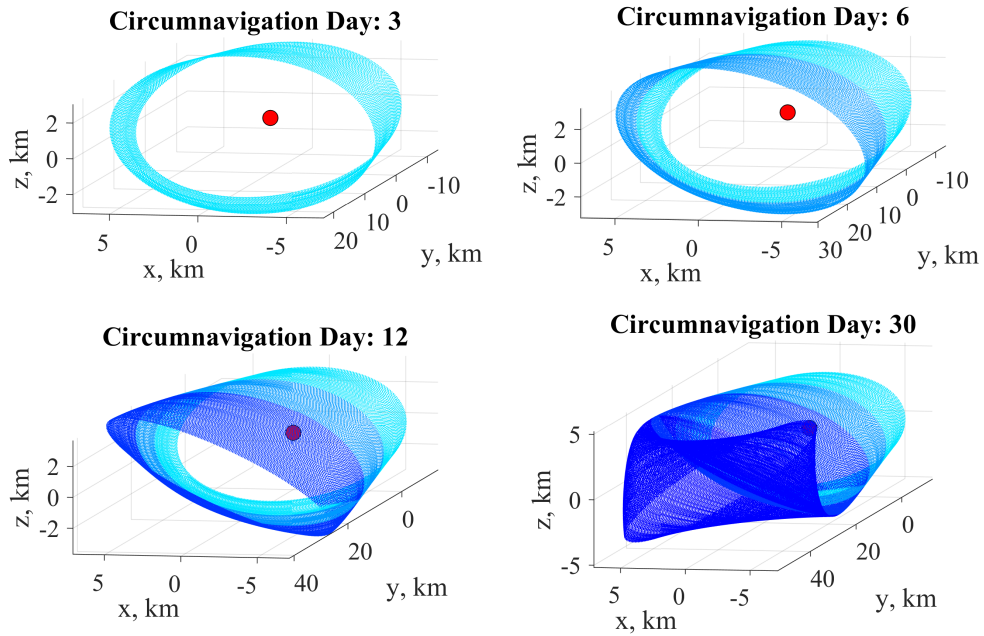 Circumnavigation Day: 3
2
0
-2
z, km
5
0
-5
x, km
20
10
0
-10
y, km
Circumnavigation Day: 6
2
0
-2
z, km
5
0
-5
x, km
30
20
10
0
-10
y, km
Circumnavigation Day: 12
2
0
-2
z, km
5
0
-5
x, km
40
20
0
y, km
Circumnavigation Day: 30
5
0
-5
z, km
5
0
-5
x, km
40
20
0
y, km